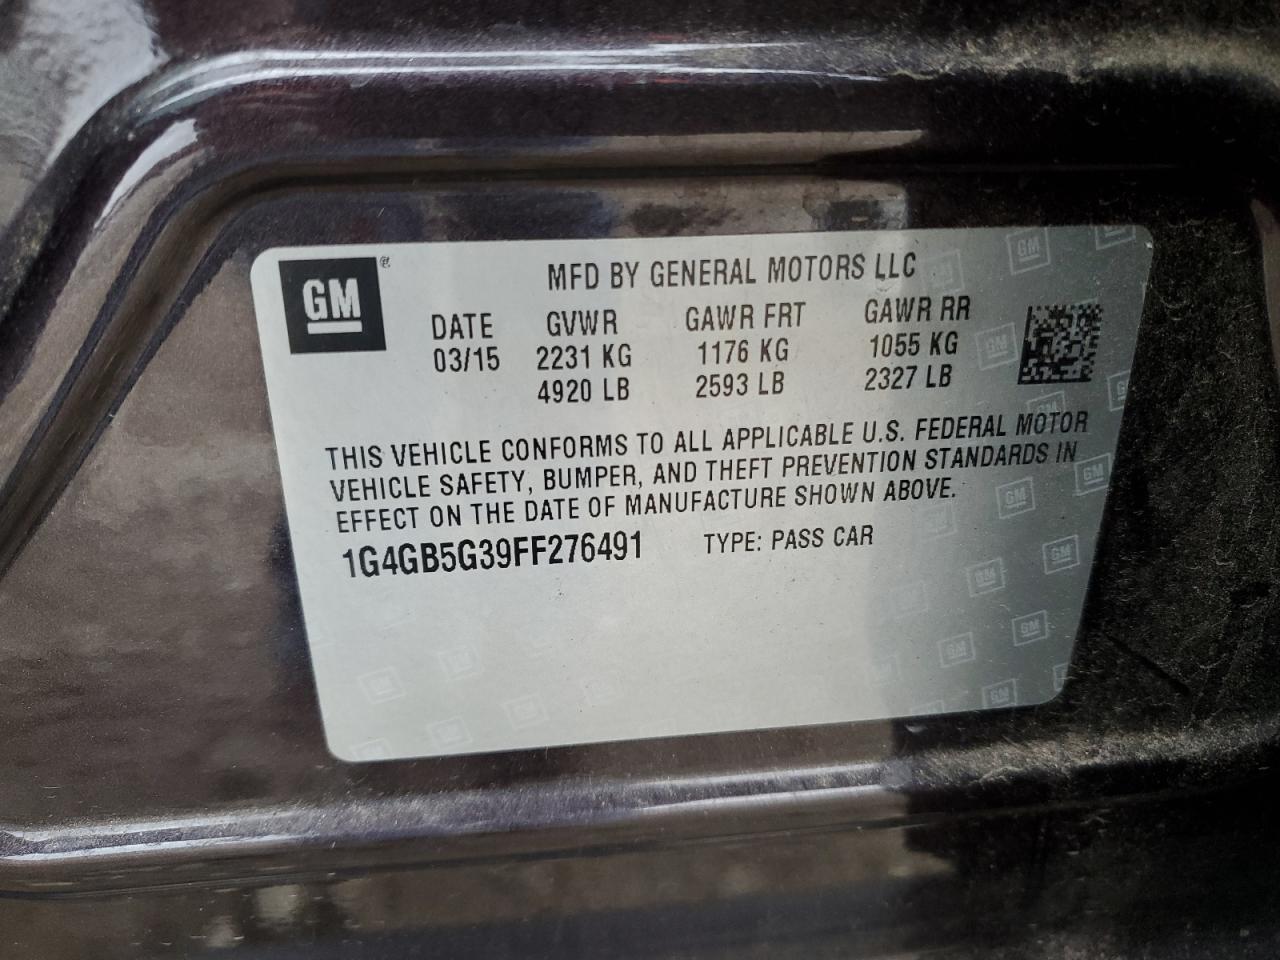 GM®
MFD BY GENERAL MOTORS LLC
DATE GVWR GAWR FRT GAWR RR
03/15 2231 KG 1176 KG 1055 KG
4920 LB 2593 LB 2327 LB
THIS VEHICLE CONFORMS TO ALL APPLICABLE U.S. FEDERAL MOTOR
VEHICLE SAFETY, BUMPER, AND THEFT PREVENTION STANDARDS IN
EFFECT ON THE DATE OF MANUFACTURE SHOWN ABOVE.
1G4GB5G39FF276491 TYPE: PASS CAR